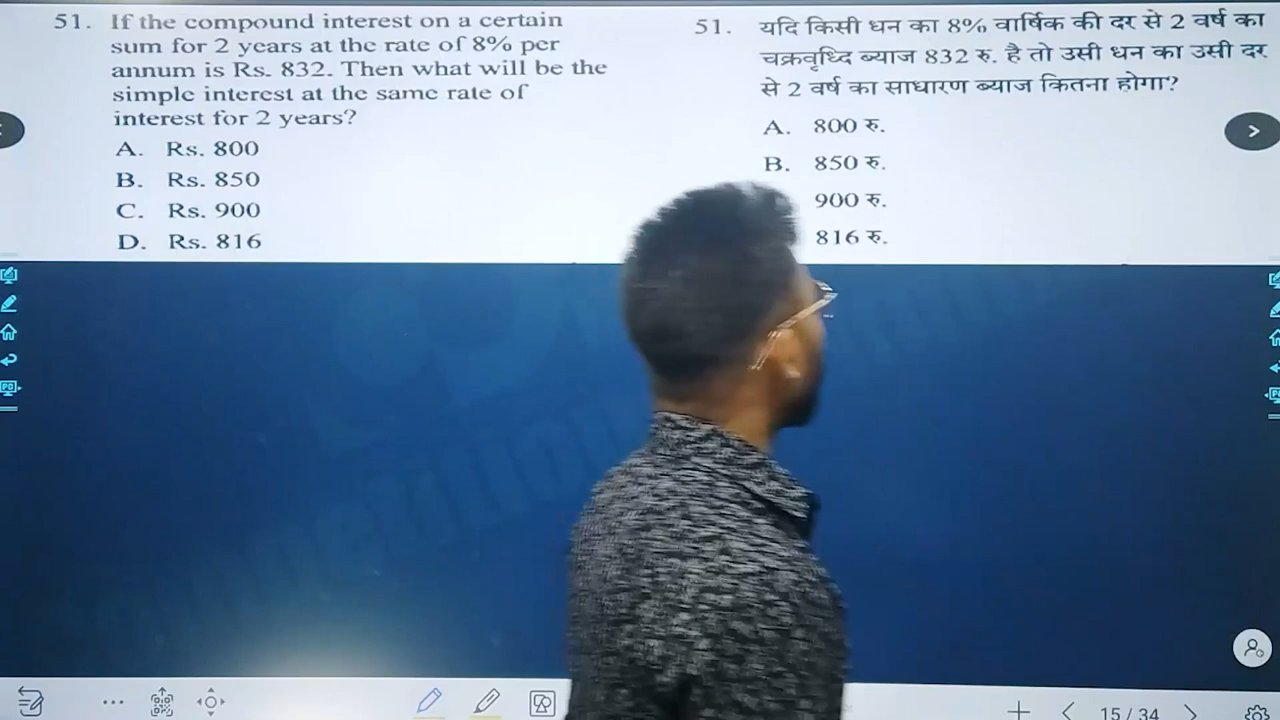 51. If the compound interest on a certain
sum for 2 years at the rate of 8% per
annum is Rs. 832. Then what will be the
simple interest at the same rate of
interest for 2 years?
A. Rs. 800
B. Rs. 850
C. Rs. 900
D. Rs. 816
51. यदि किसी धन का 8% वार्षिक की दर से 2 वर्ष का
चक्रवृध्दि ब्याज 832 रु. है तो उसी धन का उसी दर
से 2 वर्ष का साधारण ब्याज कितना होगा?
A. 800 रु.
B. 850 रु.
900 रु.
816 रु.
15/34